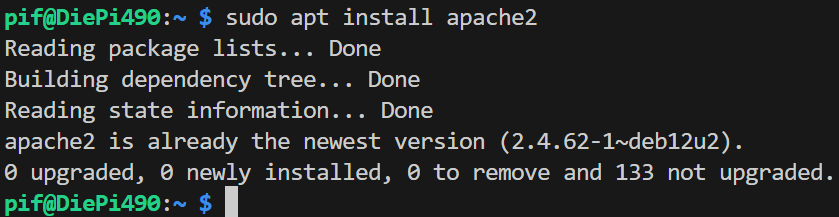 pif@DiePi490:~ $ sudo apt install apache2
Reading package lists... Done
Building dependency tree... Done
Reading state information... Done
apache2 is already the newest version (2.4.62-1~deb12u2).
0 upgraded, 0 newly installed, 0 to remove and 133 not upgraded.
pif@DiePi490:~ $